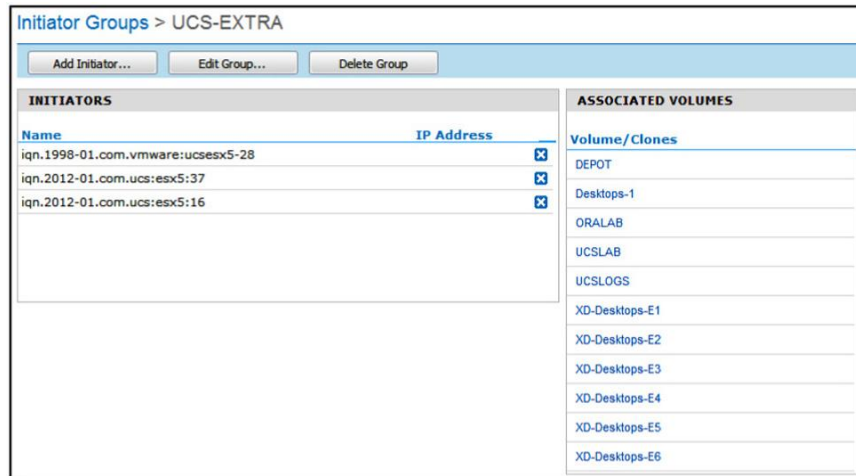 Initiator Groups > UCS-EXTRA
Add Initiator... Edit Group... Delete Group
INITIATORS
Name IP Address
iqn.1998-01.com.vmware:ucsesx5-28
iqn.2012-01.com.ucs:esx5:37
iqn.2012-01.com.ucs:esx5:16
ASSOCIATED VOLUMES
Volume/Clones
DEPOT
Desktops-1
ORALAB
UCSLAB
UCSLOGS
XD-Desktops-E1
XD-Desktops-E2
XD-Desktops-E3
XD-Desktops-E4
XD-Desktops-E5
XD-Desktops-E6